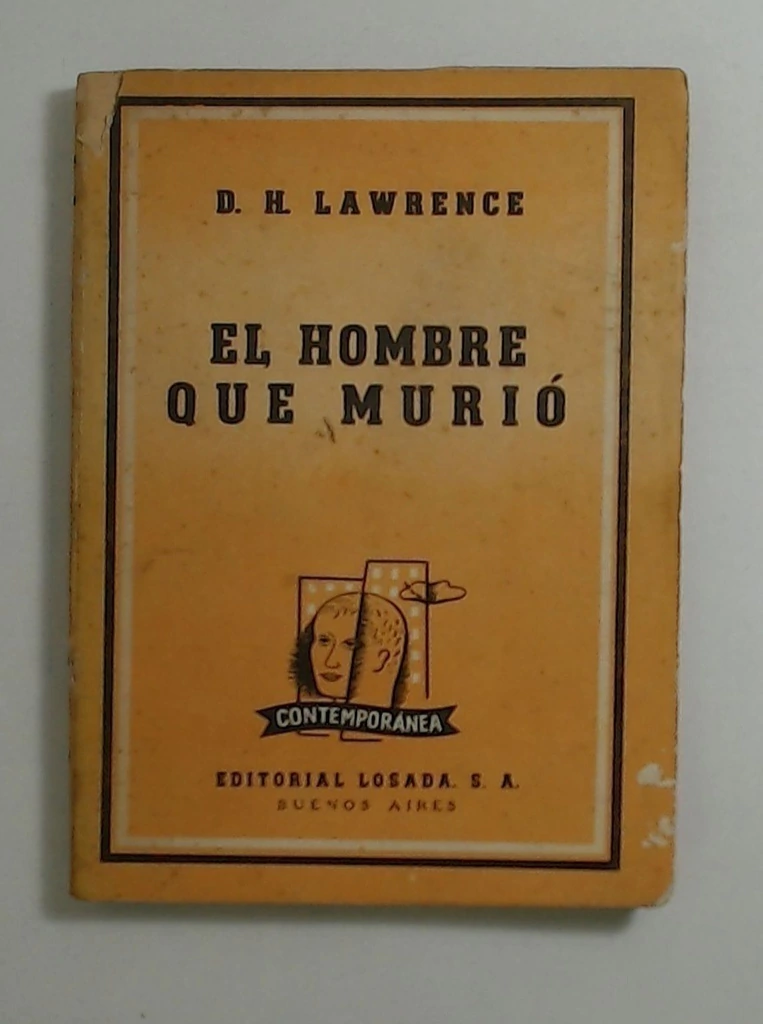 D. H. LAWRENCE
EL HOMBRE
QUE MURIÓ
CONTEMPORÁNEA
EDITORIAL LOSADA. S. A.
BUENOS AIRES